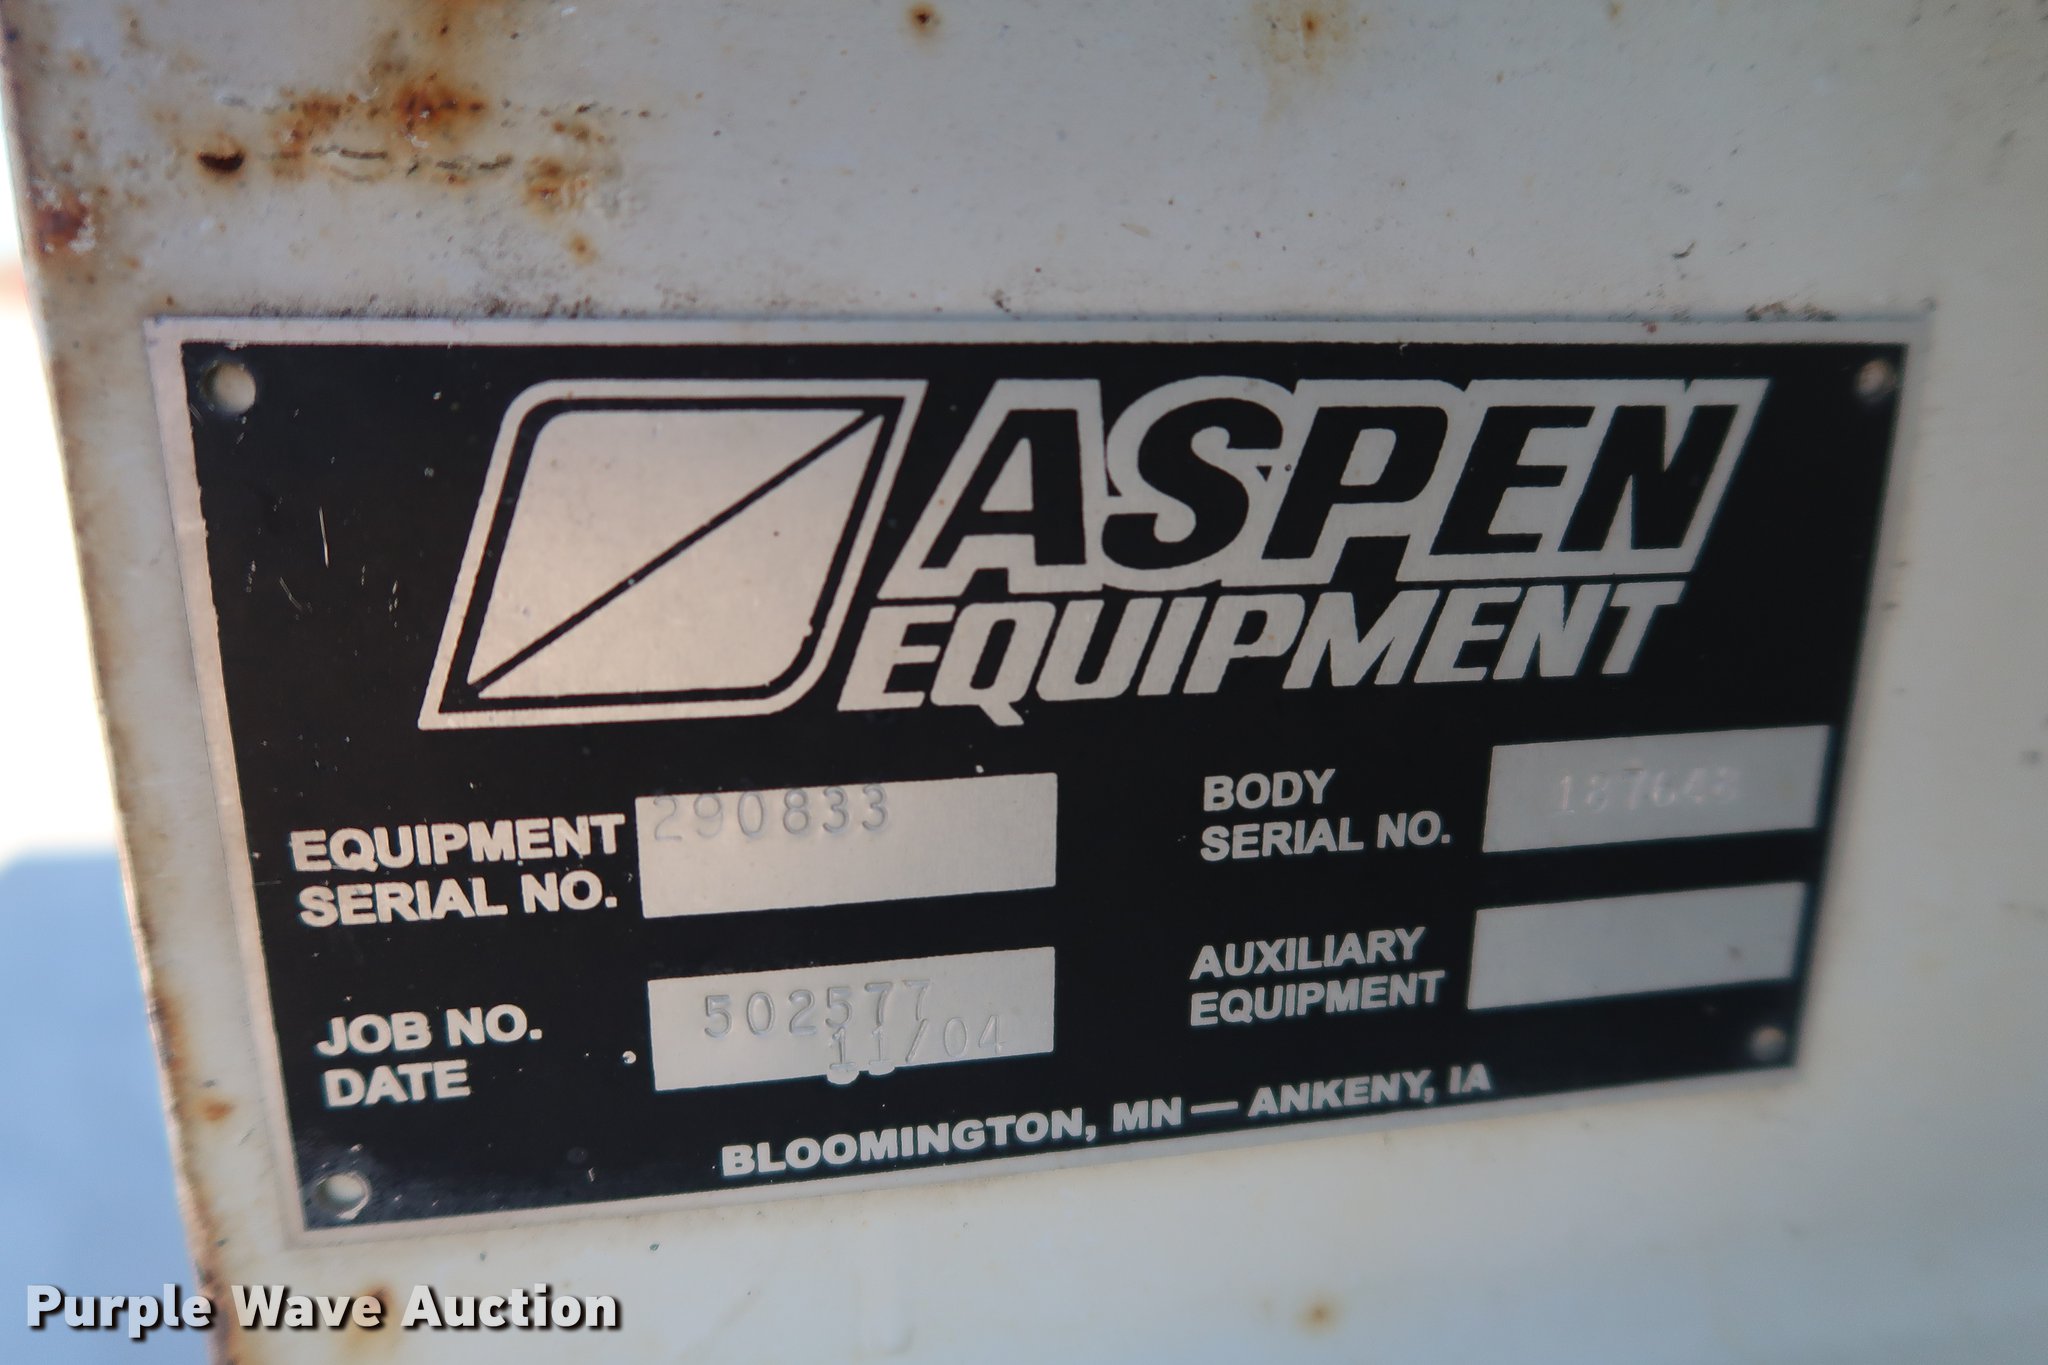 ASPEN
EQUIPMENT
EQUIPMENT
SERIAL NO.
290833
BODY
SERIAL NO.
JOB NO.
DATE
502577
11/04
AUXILIARY
EQUIPMENT
BLOOMINGTON, MN — ANKENY, IA
Purple Wave Auction